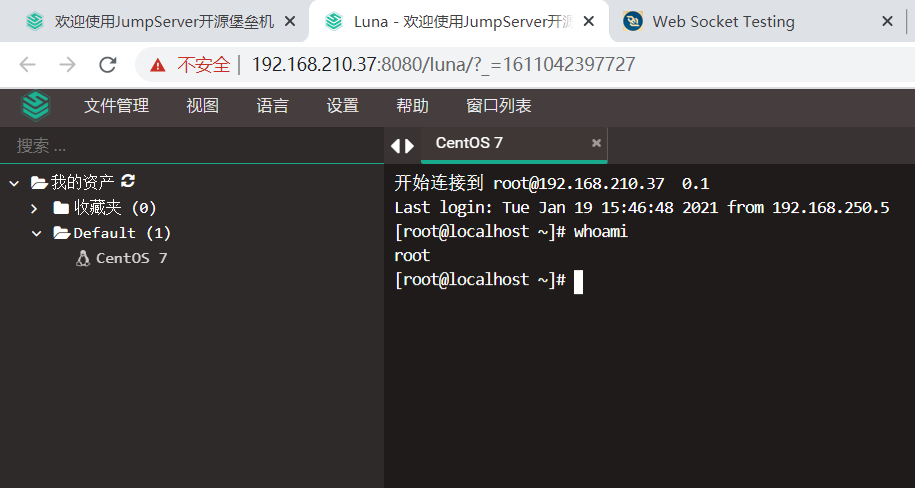 欢迎使用JumpServer开源堡垒机
Luna - 欢迎使用JumpServer开源
Web Socket Testing
不安全 | 192.168.210.37:8080/luna/?_=1611042397727
文件管理 视图 语言 设置 帮助 窗口列表
搜索 ...
CentOS 7
我的资产
收藏夹 (0)
Default (1)
CentOS 7
开始连接到 root@192.168.210.37  0.1
Last login: Tue Jan 19 15:46:48 2021 from 192.168.250.5
[root@localhost ~]# whoami
root
[root@localhost ~]#